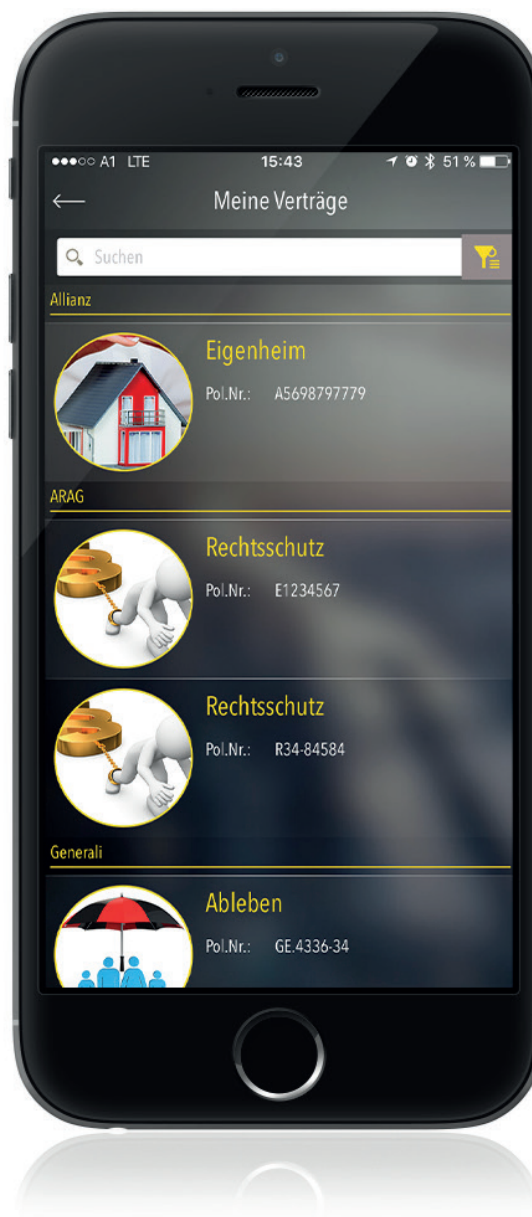 A1 LTE 15:43 51 %
Meine Verträge
Suchen
Allianz
Eigenheim
Pol.Nr.: A5698797779
ARAG
Rechtsschutz
Pol.Nr.: E1234567
Rechtsschutz
Pol.Nr.: R34-84584
Generali
Ableben
Pol.Nr.: GE.4336-34